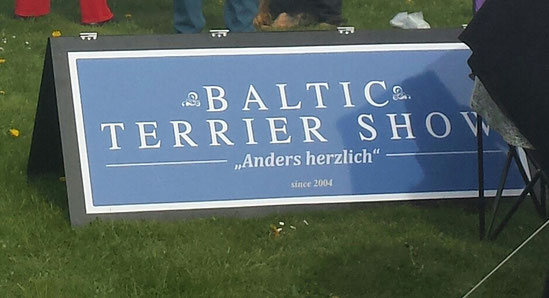 BALTIC
TERRIER SHOW
„Anders herzlich“
since 2004